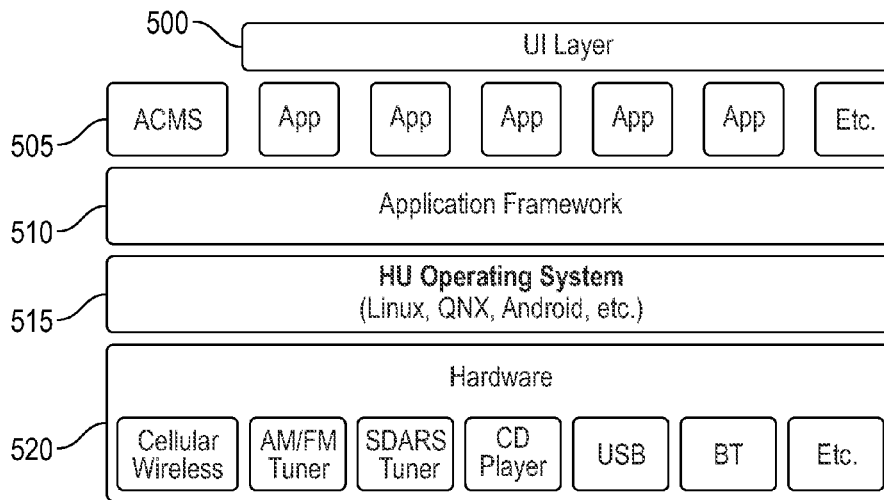 500
UI Layer
505
ACMS
App
App
App
App
App
Etc.
510
Application Framework
515
HU Operating System
(Linux, QNX, Android, etc.)
Hardware
520
Cellular
Wireless
AM/FM
Tuner
SDARS
Tuner
CD
Player
USB
BT
Etc.